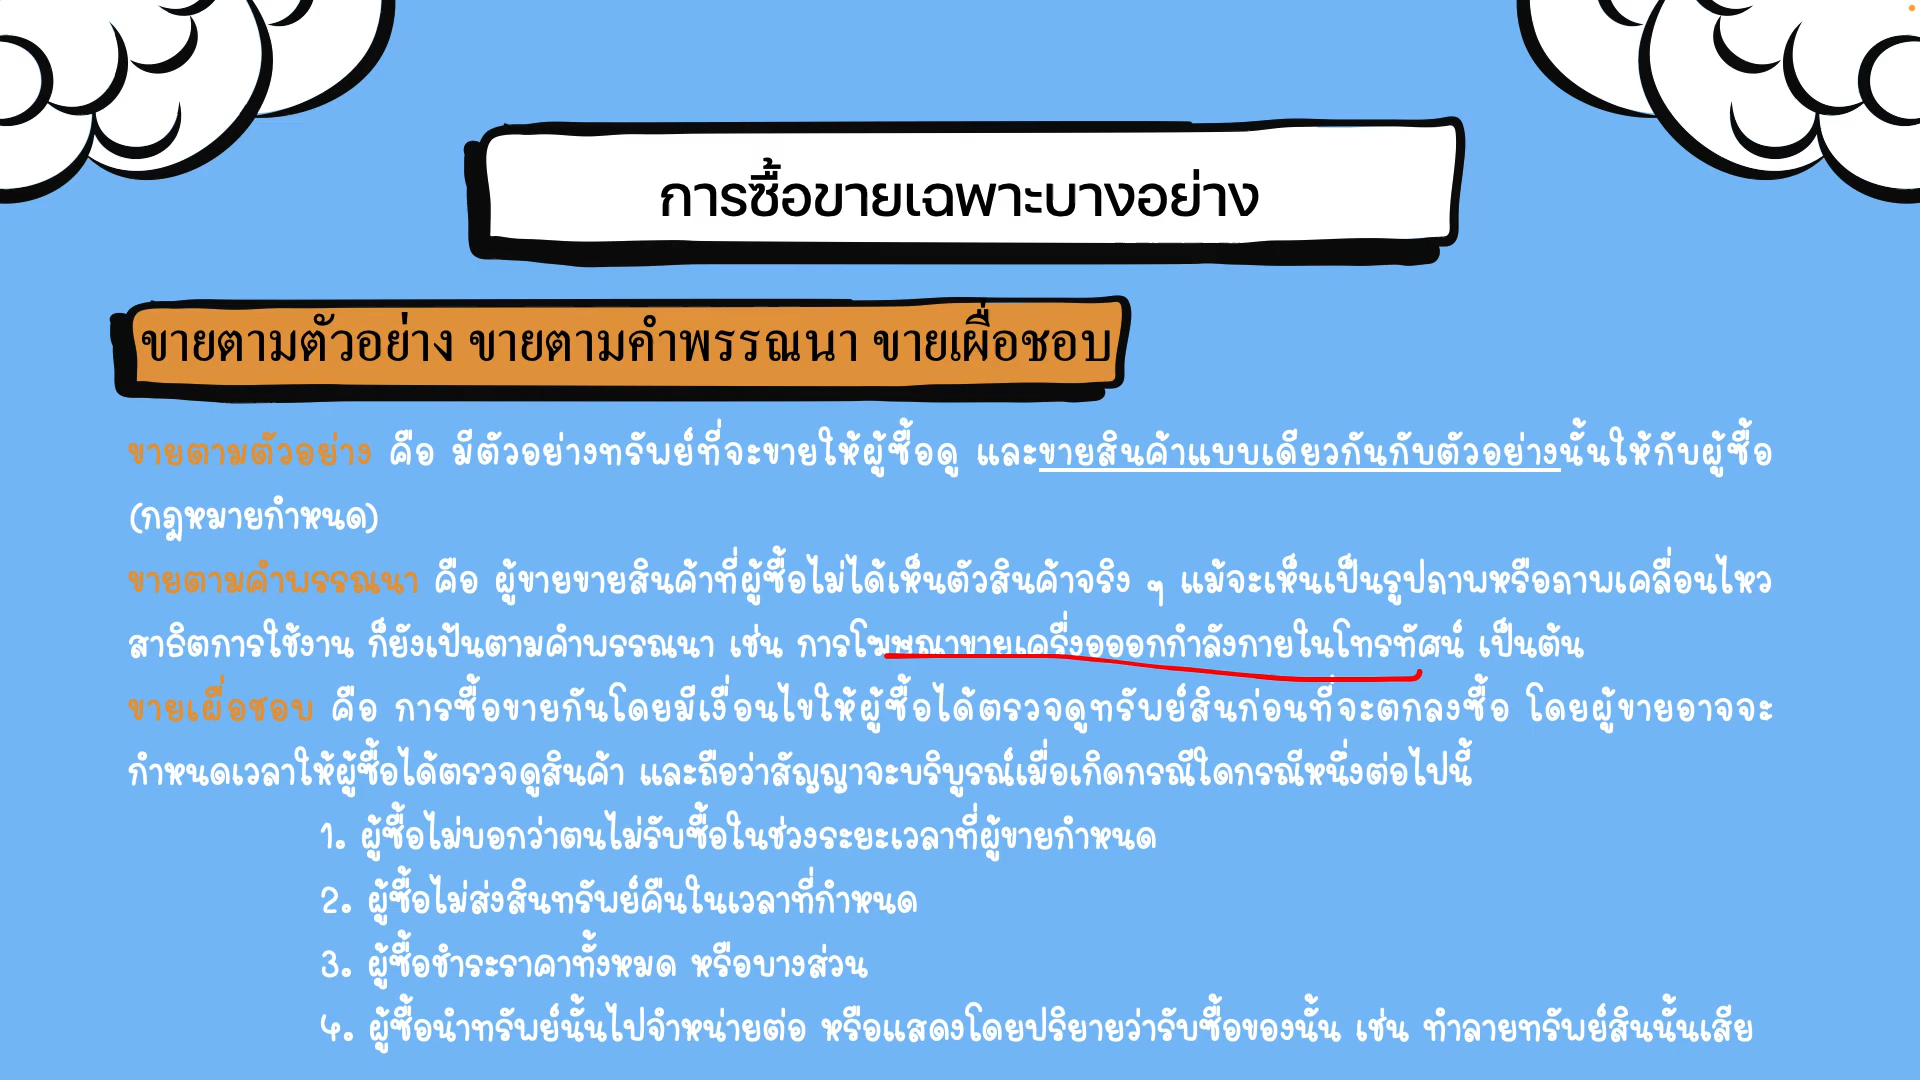 การซื้อขายเฉพาะบางอย่าง
ขายตามตัวอย่าง ขายตามคำพรรณนา ขายเผื่อชอบ
ขายตามตัวอย่าง คือ มีตัวอย่างทรัพย์ที่จะขายให้ผู้ซื้อดู และขายสินค้าแบบเดียวกันกับตัวอย่างนั้นให้กับผู้ซื้อ
(กฎหมายกำหนด)
ขายตามคำพรรณนา คือ ผู้ขายขายสินค้าที่ผู้ซื้อไม่ได้เห็นตัวสินค้าจริง ๆ แม้จะเห็นเป็นรูปภาพหรือภาพเคลื่อนไหว
สาธิตการใช้งาน ก็ยังเป็นตามคำพรรณนา เช่น การโฆษณาขายเครื่องออกกำลังกายในโทรทัศน์ เป็นต้น
ขายเผื่อชอบ คือ การซื้อขายกันโดยมีเงื่อนไขให้ผู้ซื้อได้ตรวจดูทรัพย์สินก่อนที่จะตกลงซื้อ โดยผู้ขายอาจจะ
กำหนดเวลาให้ผู้ซื้อได้ตรวจดูสินค้า และถือว่าสัญญาจะบริบูรณ์เมื่อเกิดกรณีใดกรณีหนึ่งต่อไปนี้
1. ผู้ซื้อไม่บอกว่าตนไม่รับซื้อในช่วงระยะเวลาที่ผู้ขายกำหนด
2. ผู้ซื้อไม่ส่งสินทรัพย์คืนในเวลาที่กำหนด
3. ผู้ซื้อชำระราคาทั้งหมด หรือบางส่วน
4. ผู้ซื้อนำทรัพย์นั้นไปจำหน่ายต่อ หรือแสดงโดยปริยายว่ารับซื้อของนั้น เช่น ทำลายทรัพย์สินนั้นเสีย